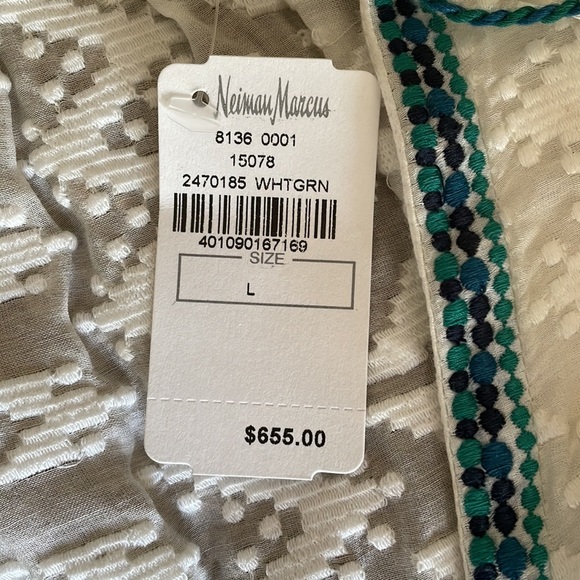 Neiman Marcus
8136 0001
15078
2470185 WHTGRN
401090167169
SIZE
L
$655.00